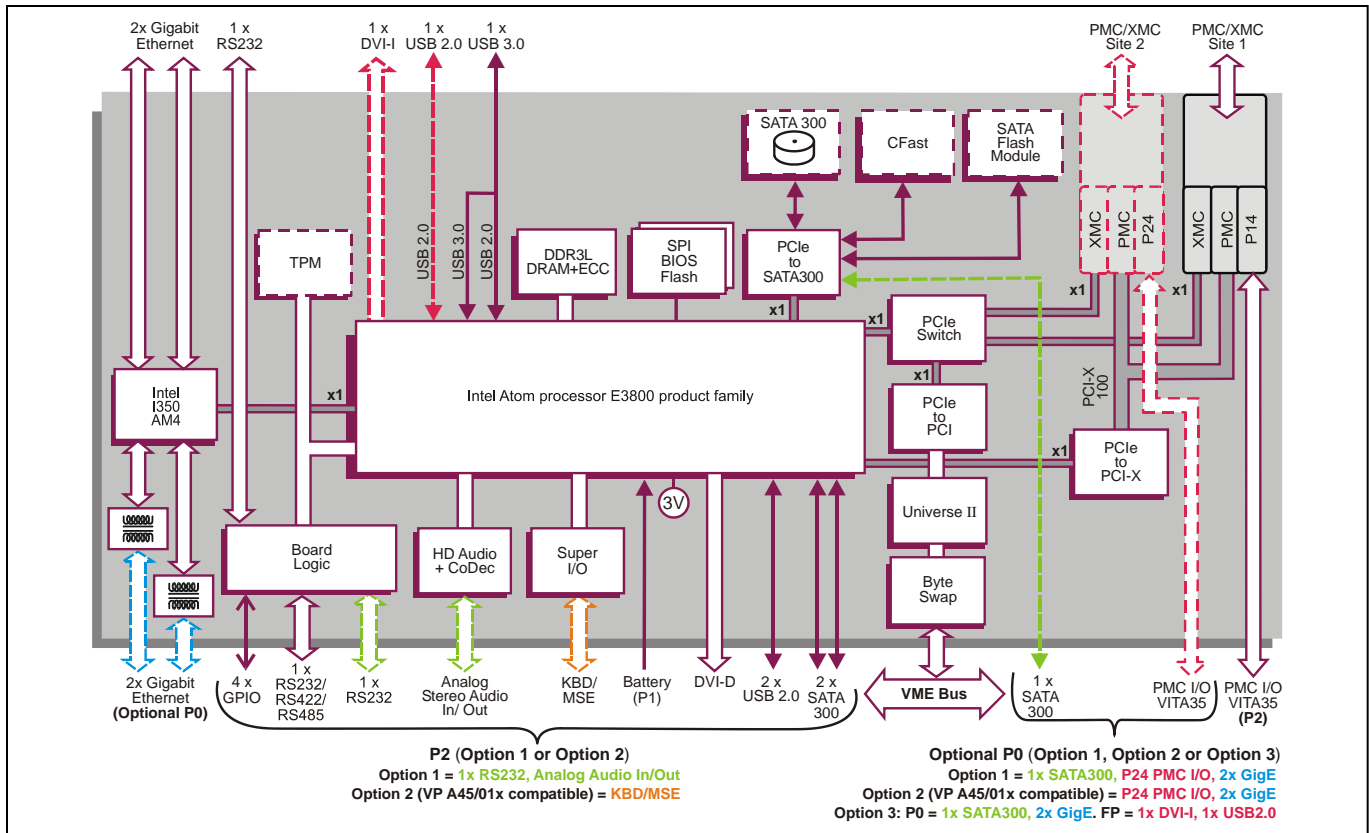 2x Gigabit
Ethernet
1 x
RS232
1 x
DVI-I
1 x
USB 2.0
1 x
USB 3.0
PMC/XMC
Site 2
PMC/XMC
Site 1
SATA 300
CFast
SATA
Flash
Module
XMC
PMC
P24
XMC
PMC
P14
USB 2.0
USB 3.0
USB 2.0
TPM
DDR3L
DRAM+ECC
SPI
BIOS
Flash
PCIe
to
SATA300
x1
x1
x1
x1
PCIe
Switch
x1
Intel
I350
AM4
x1
Intel Atom processor E3800 product family
PCIe
to
PCI
PCI-X
100
x1
PCIe
to
PCI-X
3V
Universe II
Board
Logic
HD Audio
+ CoDec
Super
I/O
Byte
Swap
2x Gigabit
Ethernet
(Optional P0)
4 x
GPIO
1 x
RS232/
RS422/
RS485
1 x
RS232
Analog
Stereo Audio
In/ Out
KBD/
MSE
Battery
(P1)
DVI-D
2 x
USB 2.0
2 x
SATA
300
VME Bus
1 x
SATA
300
PMC I/O
VITA35
PMC I/O
VITA35
(P2)
P2 (Option 1 or Option 2)
Option 1 = 1x RS232, Analog Audio In/Out
Option 2 (VP A45/01x compatible) = KBD/MSE
Optional P0 (Option 1, Option 2 or Option 3)
Option 1 = 1x SATA300, P24 PMC I/O, 2x GigE
Option 2 (VP A45/01x compatible) = P24 PMC I/O, 2x GigE
Option 3: P0 = 1x SATA300, 2x GigE. FP = 1x DVI-I, 1x USB2.0